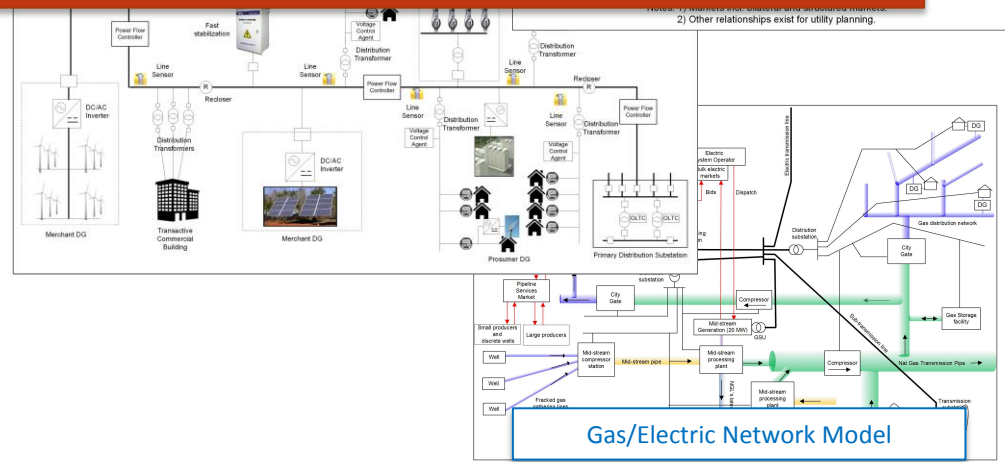 Notes: 1) Markets incl. bilateral and structured markets.
2) Other relationships exist for utility planning.
Power Flow
Controller
Fast
stabilization
Voltage
Control
Agent
Distribution
Transformer
Distribution
Transformer
Line
Sensor
Line
Sensor
Line
Sensor
R
Recloser
Power Flow
Controller
Recloser
R
DC/AC
Inverter
Distribution
Transformers
Line
Sensor
Distribution
Transformer
Voltage
Control
Agent
Line
Sensor
Distribution
Transformer
Voltage
Control
Agent
Power Flow
Controller
DC/AC
Inverter
OLTC
OLTC
Merchant DG
Transactive
Commercial
Building
Merchant DG
Prosumer DG
Primary Distribution Substation
Electric
System Operator
Bulk electric
markets
Bids
Dispatch
Electric transmission line
DG
DG
DG
Gas distribution network
Distriution
substation
City
Gate
substation
Pipeline
Services
Market
City
Gate
Compressor
Gas Storage
facility
Sub-transmission line
Small producers
and
discrete wells
Large producers
Mid-stream
Generation (20 MW)
GSU
Well
Well
Well
Mid-stream
compressor
station
Mid-stream pipe
Mid-stream
processing
plant
Compressor
Nat Gas Transmission Pipe
Fracked gas
gathering lines
Mid-stream
processing
plant
Transmission
Gas/Electric Network Model